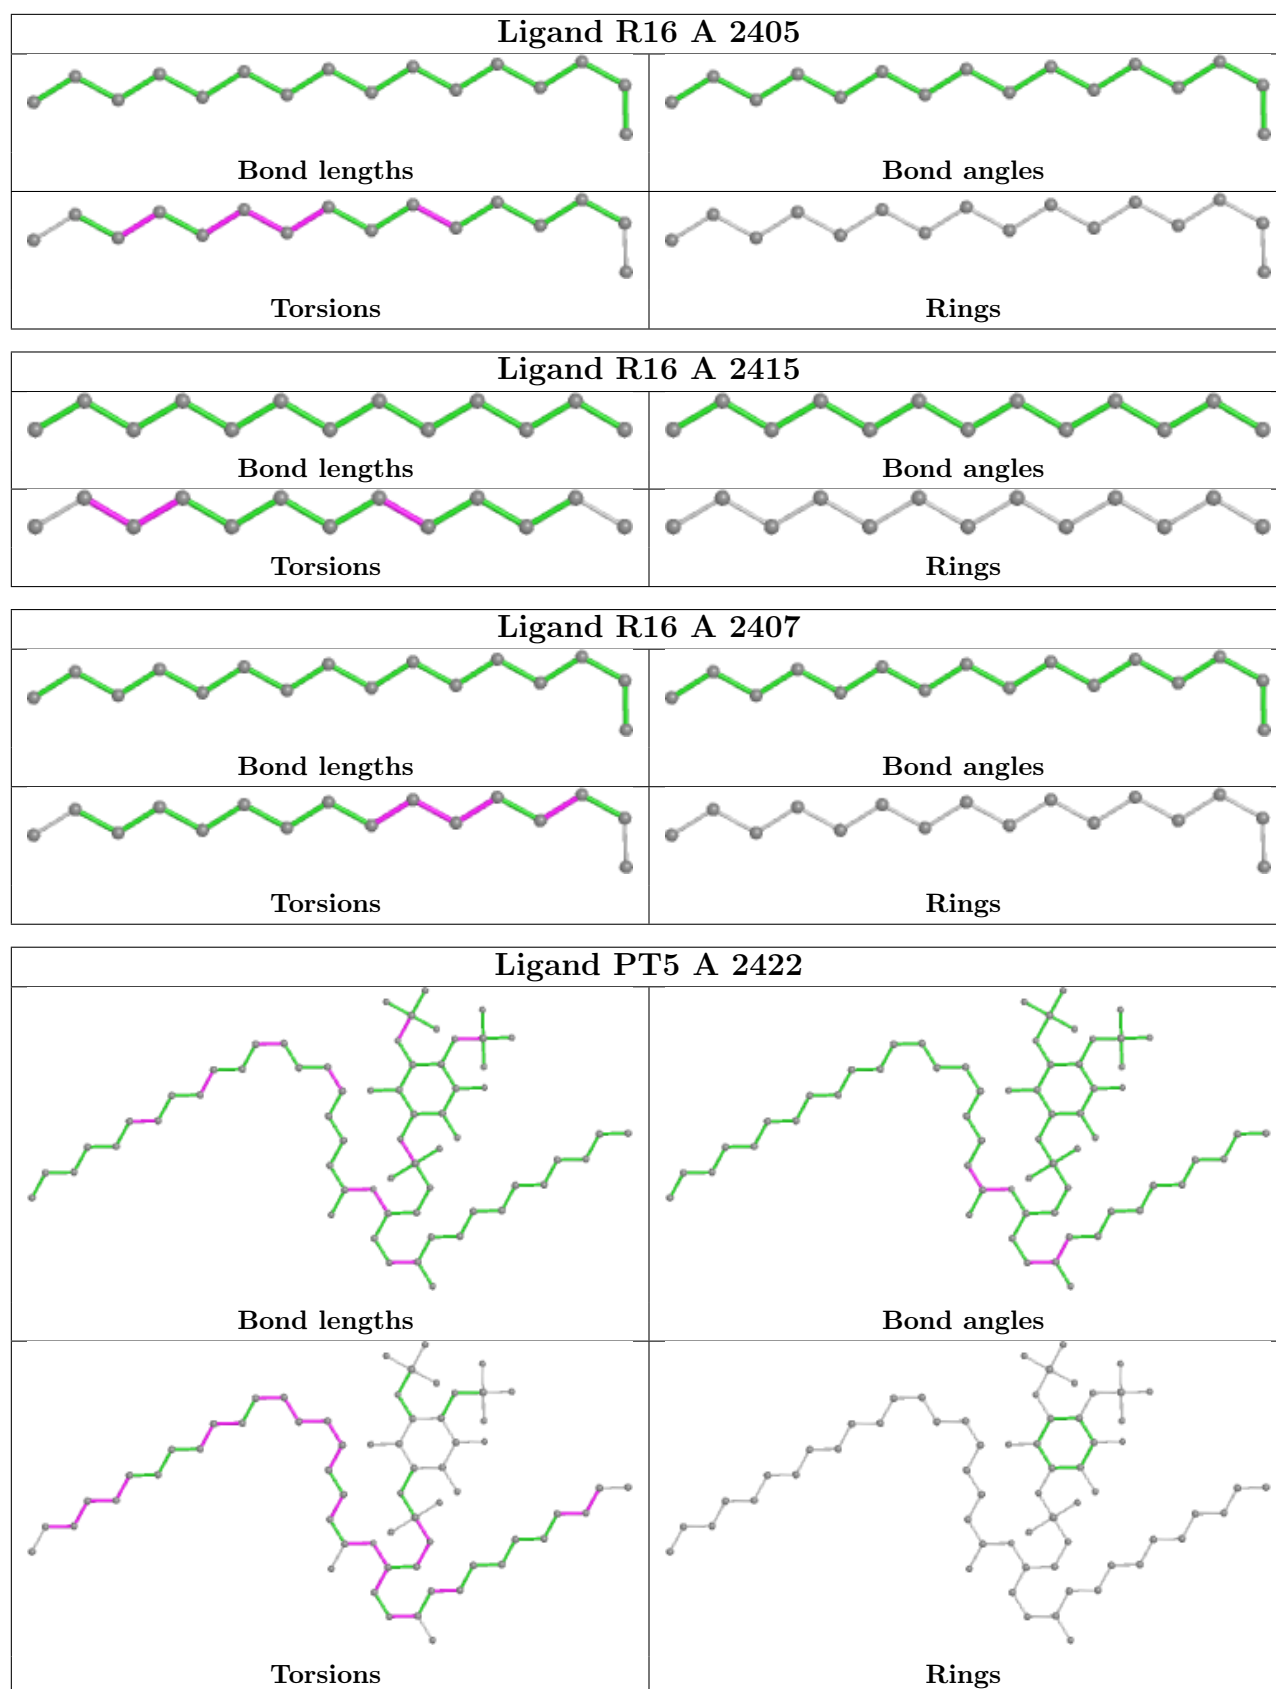 Ligand R16 A 2405
Bond lengths
Bond angles
Torsions
Rings
Ligand R16 A 2415
Bond lengths
Bond angles
Torsions
Rings
Ligand R16 A 2407
Bond lengths
Bond angles
Torsions
Rings
Ligand PT5 A 2422
Bond lengths
Bond angles
Torsions
Rings